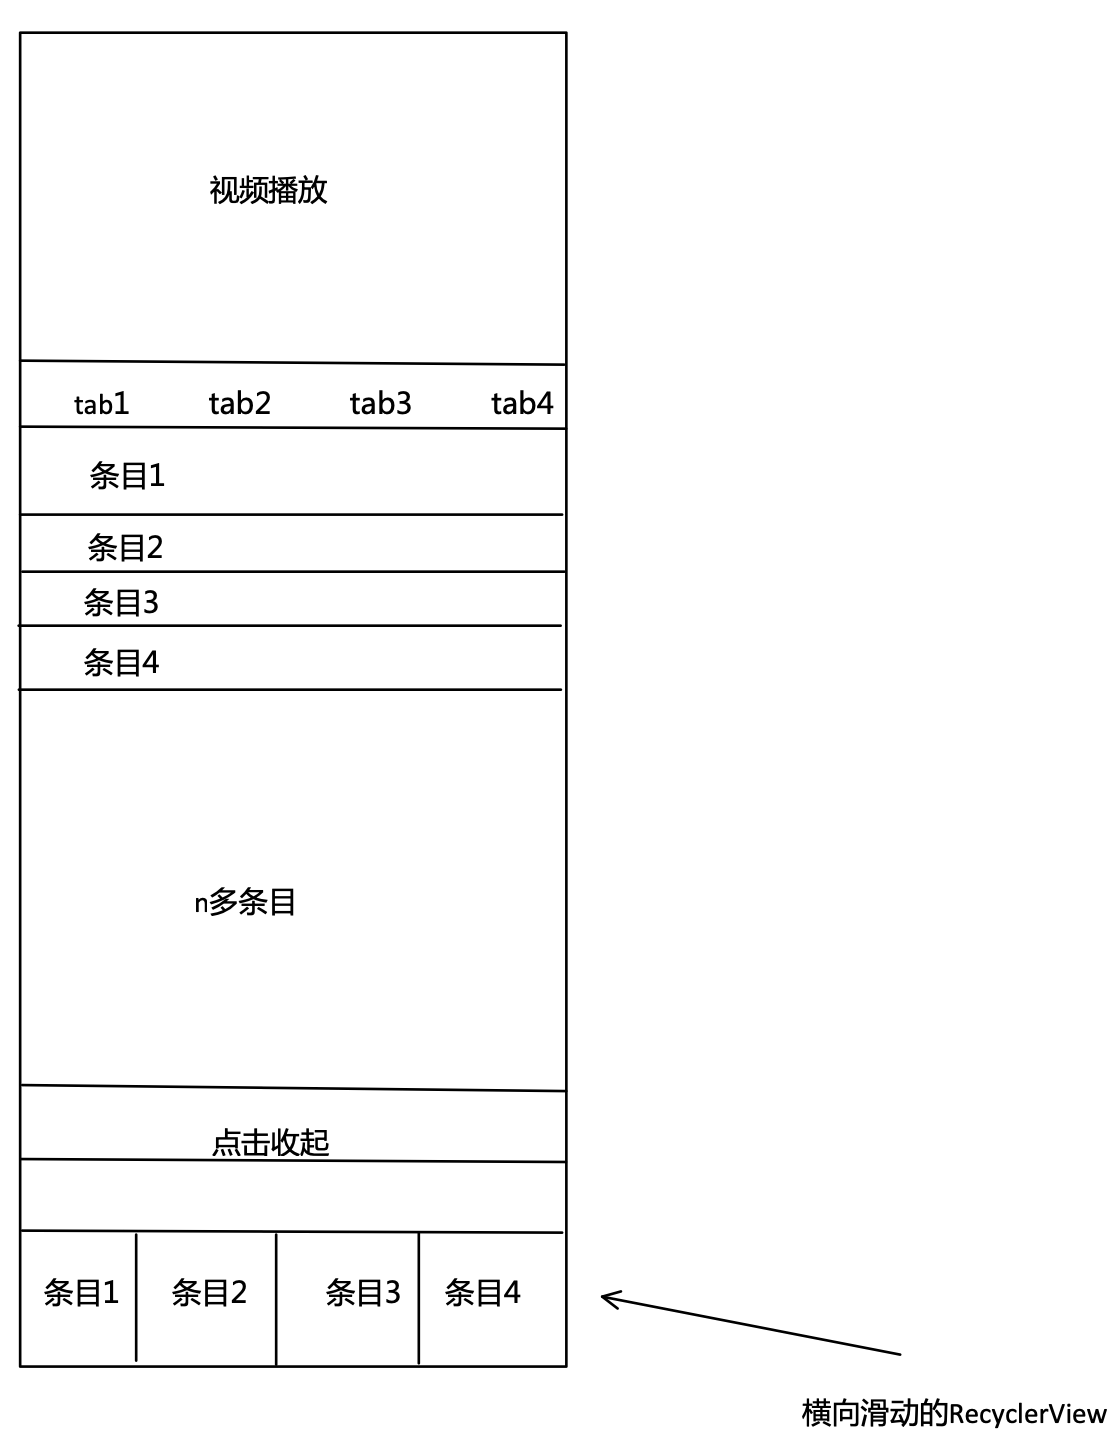 视频播放
tab1 tab2 tab3 tab4
条目1
条目2
条目3
条目4
n多条目
点击收起
条目1 条目2 条目3 条目4
横向滑动的RecyclerView